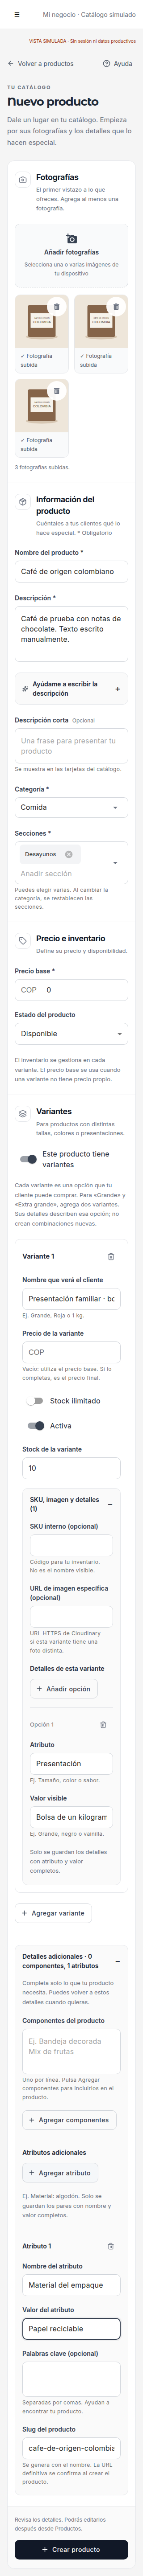 Mi negocio · Catálogo simulado
VISTA SIMULADA · Sin sesión ni datos productivos
Volver a productos
Ayuda
TU CATÁLOGO
Nuevo producto
Un buen lugar en tu catálogo. Empieza
por sus fotografías y los detalles que lo
hacen especial.
Fotografías
El primer vistazo a lo que
ofreces. Agrega al menos una
fotografía.
Añadir fotografías
Selecciona una o varias imágenes de
tu dispositivo
COLOMBIA
COLOMBIA
✓ Fotografía
subida
✓ Fotografía
subida
COLOMBIA
✓ Fotografía
subida
3 fotografías subidas.
Información del
producto
Cuéntales a tus clientes qué lo
hace especial. * Obligatorio
Nombre del producto *
Café de origen colombiano
Descripción *
Café de prueba con notas de
chocolate. Texto escrito
manualmente.
Ayúdame a escribir la
descripción
Descripción corta Opcional
Una frase para presentar tu
producto
Se muestra en las tarjetas del catálogo.
Categoría *
Comida
Secciones *
Desayunos
Añadir sección
Puedes elegir varias. Al cambiar la
categoría, se restablecen las
secciones.
Precio e inventario
Define su precio y disponibilidad.
Precio base *
COP 0
Estado del producto
Disponible
El inventario se gestiona en cada
variante. El precio base se usa cuando
una variante no tiene precio propio.
Variantes
Para productos con distintas
tallas, colores o presentaciones.
Este producto tiene
variantes
Cada variante es una opción que tu
cliente puede comprar. Para «Grande» y
«Extra grande», agrega dos variantes.
Sus detalles describen esa opción; no
crean combinaciones nuevas.
Variante 1
Nombre que verá el cliente
Presentación familiar · bo
Ej. Grande, Roja o 1 kg.
Precio de la variante
COP
Vacío: utiliza el precio base. Si lo
completas, es el precio final.
Stock ilimitado
Activa
Stock de la variante
10
SKU, imagen y detalles
(1)
SKU interno (opcional)
Código para tu inventario.
No es el nombre visible.
URL de imagen específica
(opcional)
URL HTTPS de Cloudinary
si esta variante tiene una
foto distinta.
Detalles de esta variante
Añadir opción
Opción 1
Atributo
Presentación
Ej. Tamaño, color o sabor.
Valor visible
Bolsa de un kilogram
Ej. Grande, negro o vainilla.
Solo se guardan los detalles
con atributo y valor
completos.
Agregar variante
Detalles adicionales · 0
componentes, 1 atributos
Completa solo lo que tu producto
necesita. Puedes volver a estos
detalles cuando quieras.
Componentes del producto
Ej. Bandeja decorada
Mix de frutas
Uno por línea. Pulsa Agregar
componentes para incluirlos en el
producto.
Agregar componentes
Atributos adicionales
Agregar atributo
Ej. Material: algodón. Solo se
guardan los pares con nombre y
valor completos.
Atributo 1
Nombre del atributo
Material del empaque
Valor del atributo
Papel reciclable
Palabras clave (opcional)
Separadas por comas. Ayudan a
encontrar tu producto.
Slug del producto
cafe-de-origen-colombia
Se genera con el nombre. La URL
definitiva se confirma al crear el
producto.
Revisa los detalles. Podrás editarlos
después desde Productos.
Crear producto